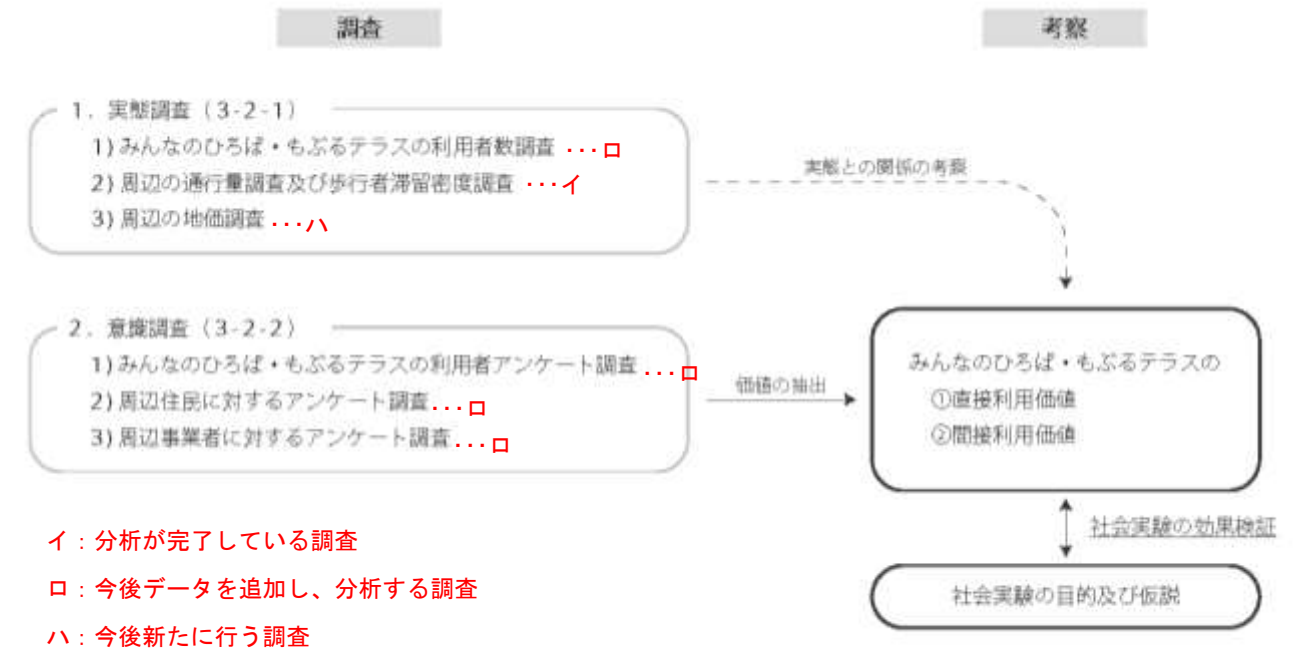 調査
考察
1. 実態調査（3-2-1）
1) みんなのひろば・もぶるテラスの利用者数調査 ･･･ロ
2) 周辺の通行量調査及び歩行者滞留密度調査 ･･･イ
3) 周辺の地価調査 ･･･ハ
実態との関係の考察
2. 意識調査（3-2-2）
1) みんなのひろば・もぶるテラスの利用者アンケート調査 ･･･ロ
2) 周辺住民に対するアンケート調査 ･･･ロ
3) 周辺事業者に対するアンケート調査 ･･･ロ
価値の抽出
みんなのひろば・もぶるテラスの
①直接利用価値
②間接利用価値
社会実験の効果検証
社会実験の目的及び仮説
イ：分析が完了している調査
ロ：今後データを追加し、分析する調査
ハ：今後新たに行う調査